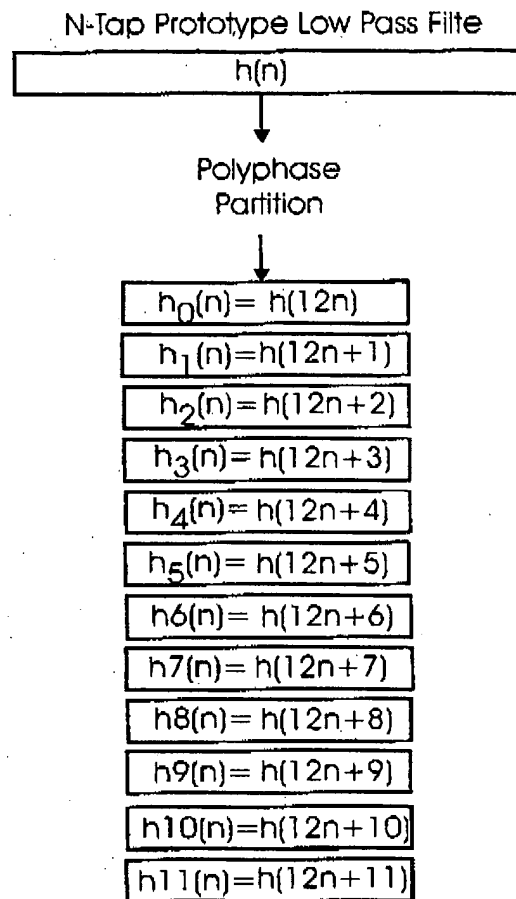 N-Tap Prototype Low Pass Filte
h(n)
Polyphase
Partition
h₀(n)= h(12n)
h₁(n)=h(12n+1)
h₂(n)=h(12n+2)
h₃(n)=h(12n+3)
h₄(n)= h(12n+4)
h₅(n)=h(12n+5)
h6(n)=h(12n+6)
h7(n)=h(12n+7)
h8(n)=h(12n+8)
h9(n)=h(12n+9)
h10(n)=h(12n+10)
h11(n)=h(12n+11)